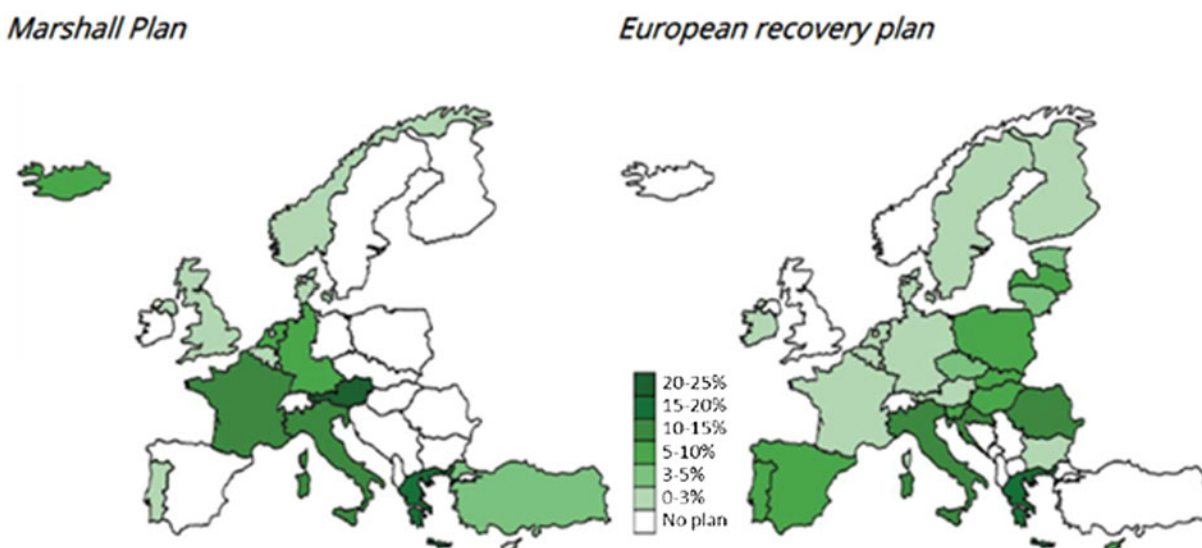 Marshall Plan
European recovery plan
20-25%
15-20%
10-15%
5-10%
3-5%
0-3%
No plan